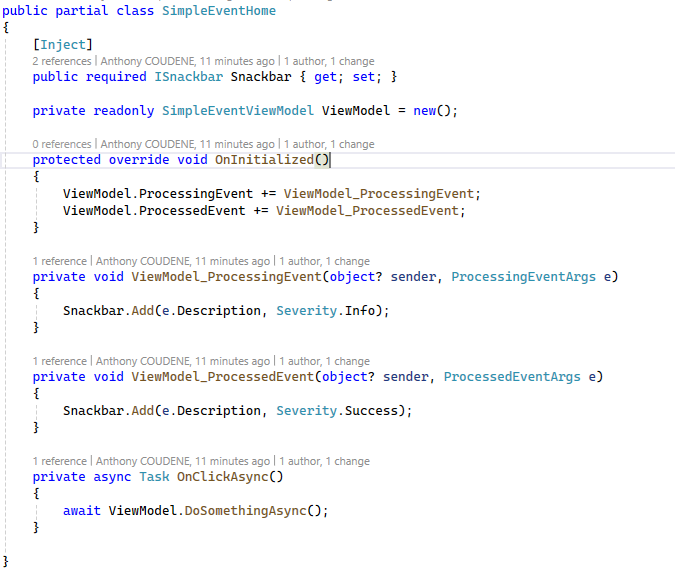 public partial class SimpleEventHome
{
[Inject]
2 references | Anthony COUDENE, 11 minutes ago | 1 author, 1 change
public required ISnackbar Snackbar { get; set; }
private readonly SimpleEventViewModel ViewModel = new();
0 references | Anthony COUDENE, 11 minutes ago | 1 author, 1 change
protected override void OnInitialized()
{
ViewModel.ProcessingEvent += ViewModel_ProcessingEvent;
ViewModel.ProcessedEvent += ViewModel_ProcessedEvent;
}
1 reference | Anthony COUDENE, 11 minutes ago | 1 author, 1 change
private void ViewModel_ProcessingEvent(object? sender, ProcessingEventArgs e)
{
Snackbar.Add(e.Description, Severity.Info);
}
1 reference | Anthony COUDENE, 11 minutes ago | 1 author, 1 change
private void ViewModel_ProcessedEvent(object? sender, ProcessedEventArgs e)
{
Snackbar.Add(e.Description, Severity.Success);
}
1 reference | Anthony COUDENE, 11 minutes ago | 1 author, 1 change
private async Task OnClickAsync()
{
await ViewModel.DoSomethingAsync();
}
}